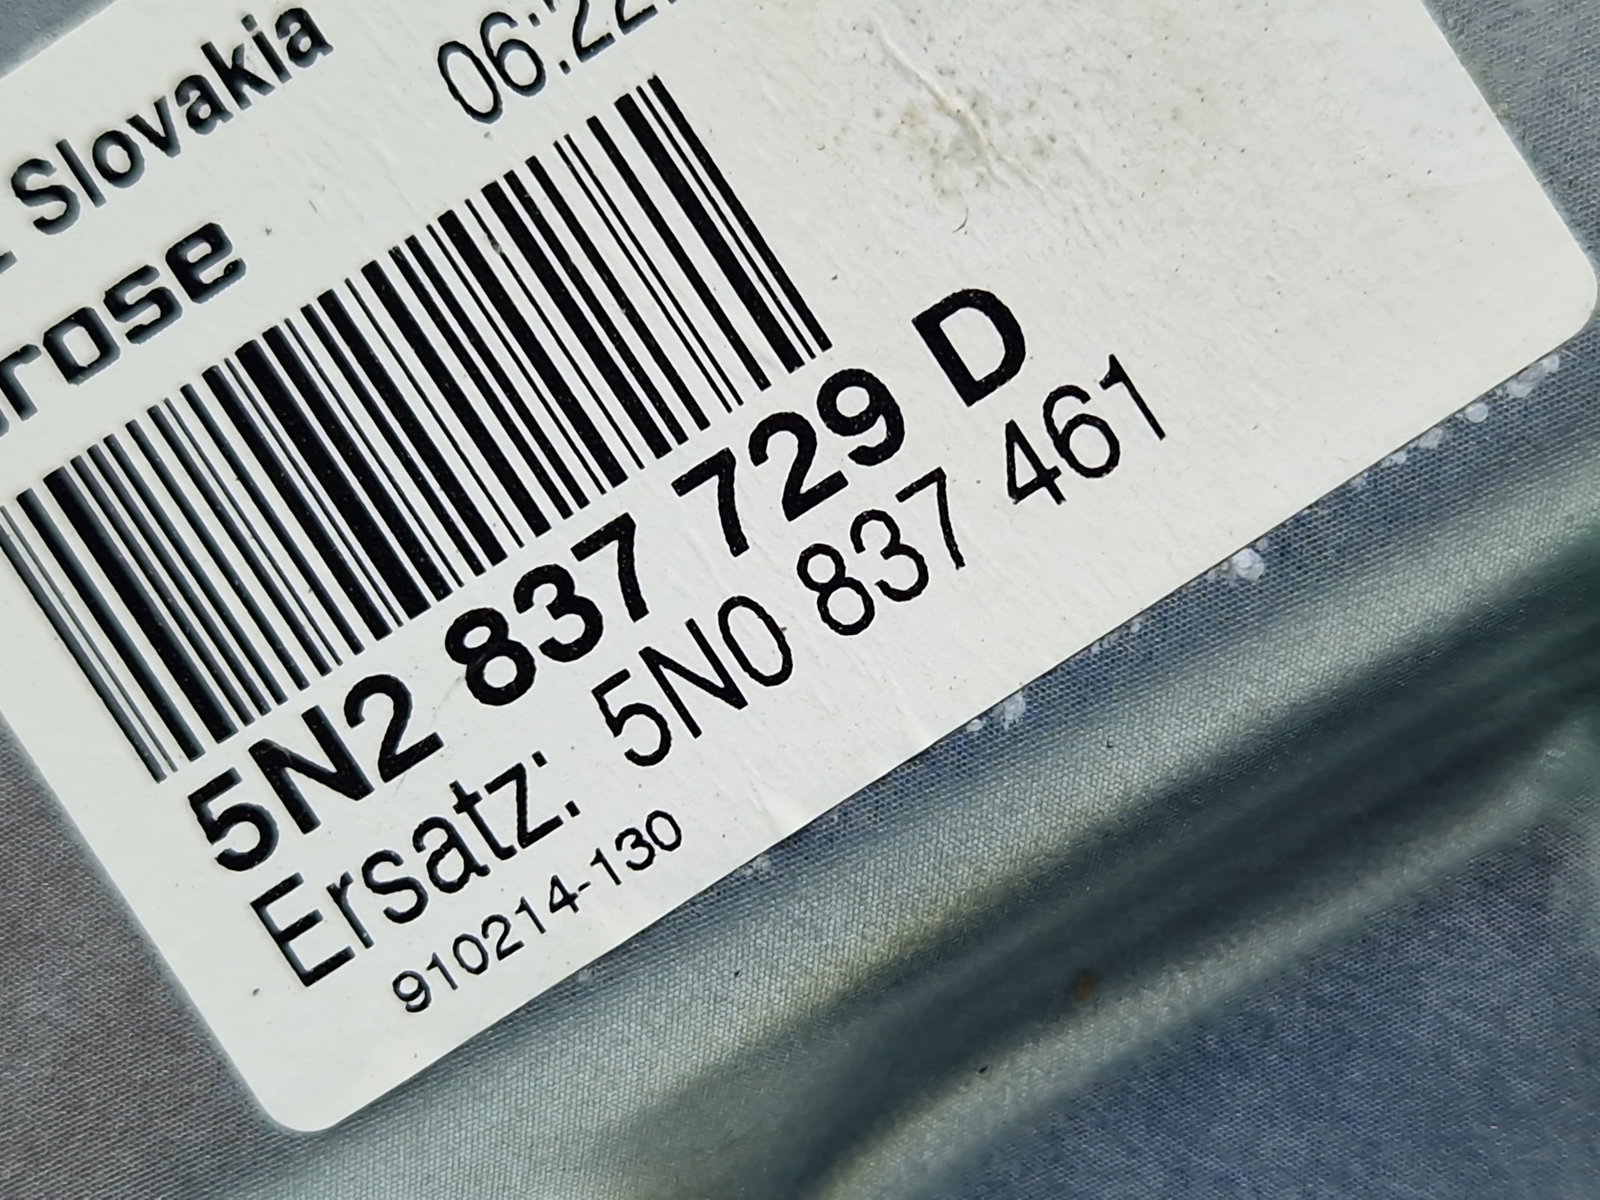 Slovakia 06:22
rose
5N2 837 729 D
Ersatz: 5N0 837 461
910214-130